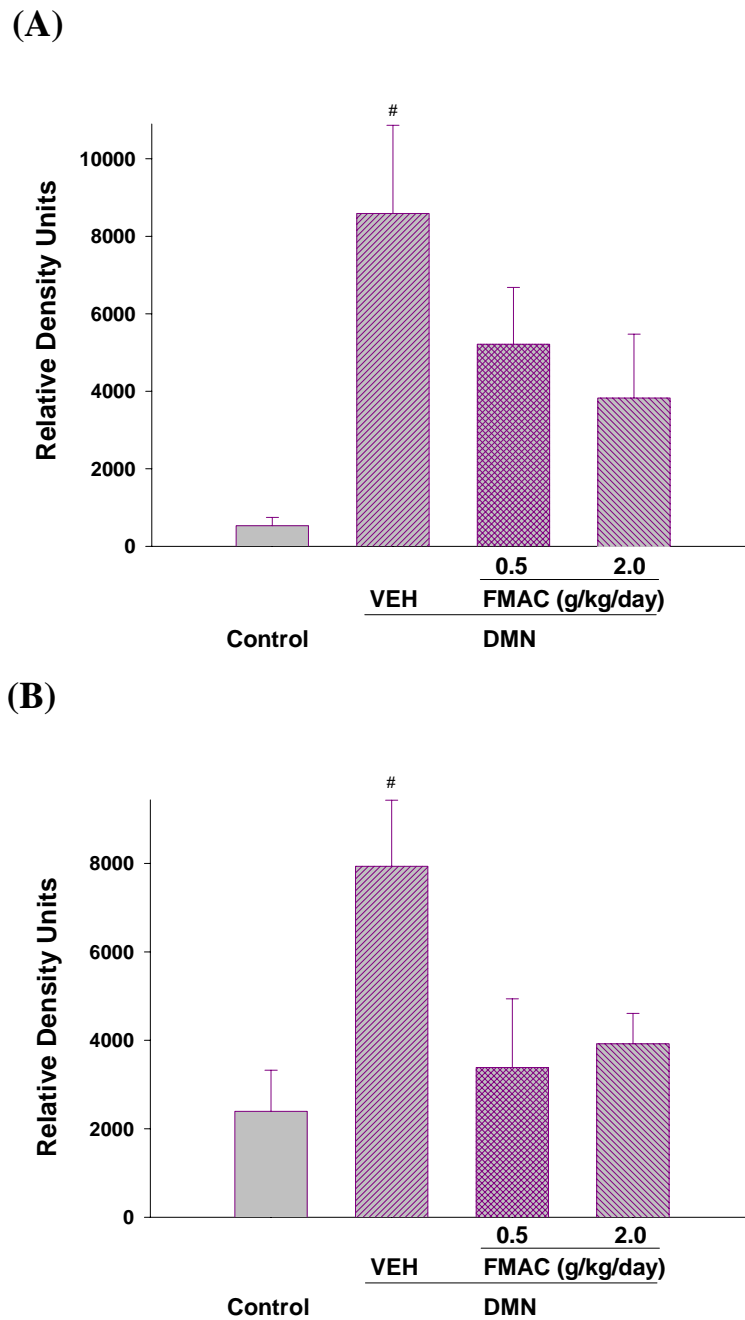 (A)
#
10000
8000
6000
4000
2000
0
Relative Density Units
0.5 2.0
VEH FMAC (g/kg/day)
Control DMN
(B)
#
8000
6000
4000
2000
0
Relative Density Units
0.5 2.0
VEH FMAC (g/kg/day)
Control DMN